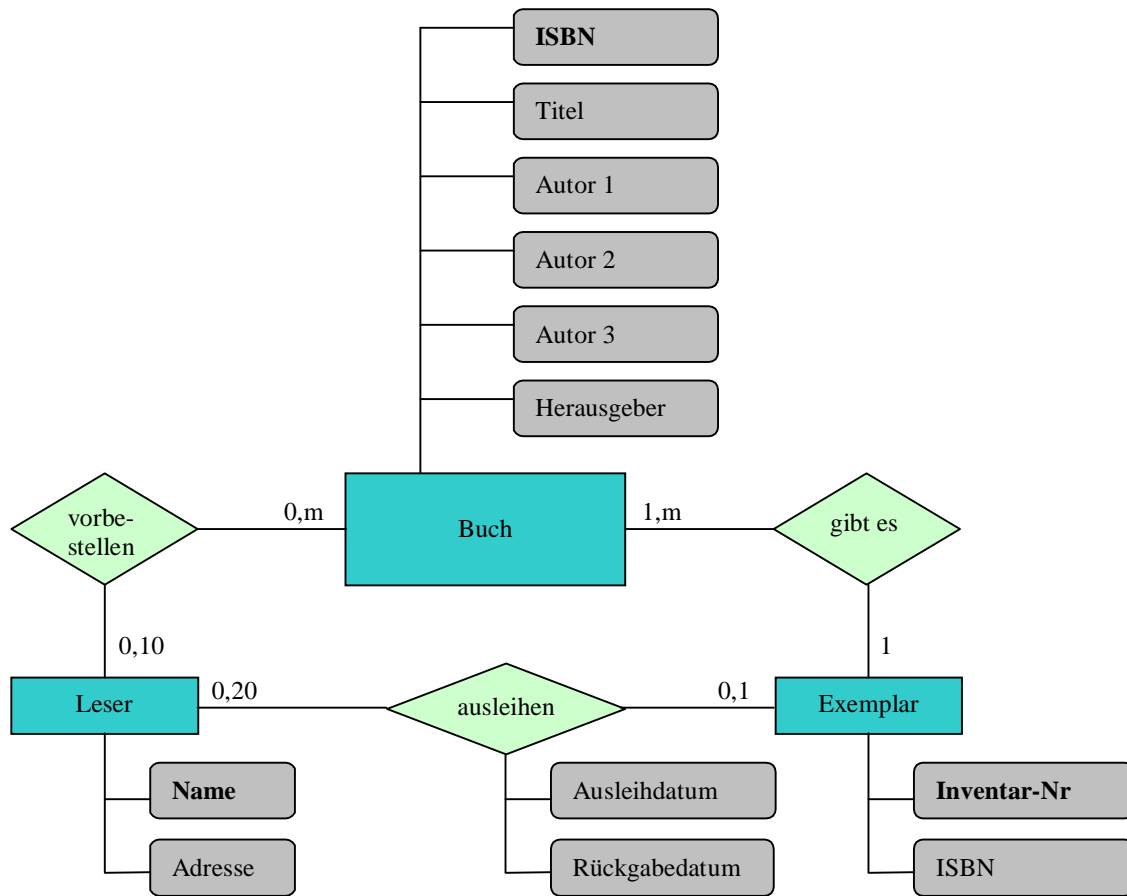 ISBN
Titel
Autor 1
Autor 2
Autor 3
Herausgeber
vorbe-
stellen
0,m
Buch
1,m
gibt es
0,10
1
Leser
0,20
ausleihen
0,1
Exemplar
Name
Ausleihdatum
Inventar-Nr
Adresse
Rückgabedatum
ISBN